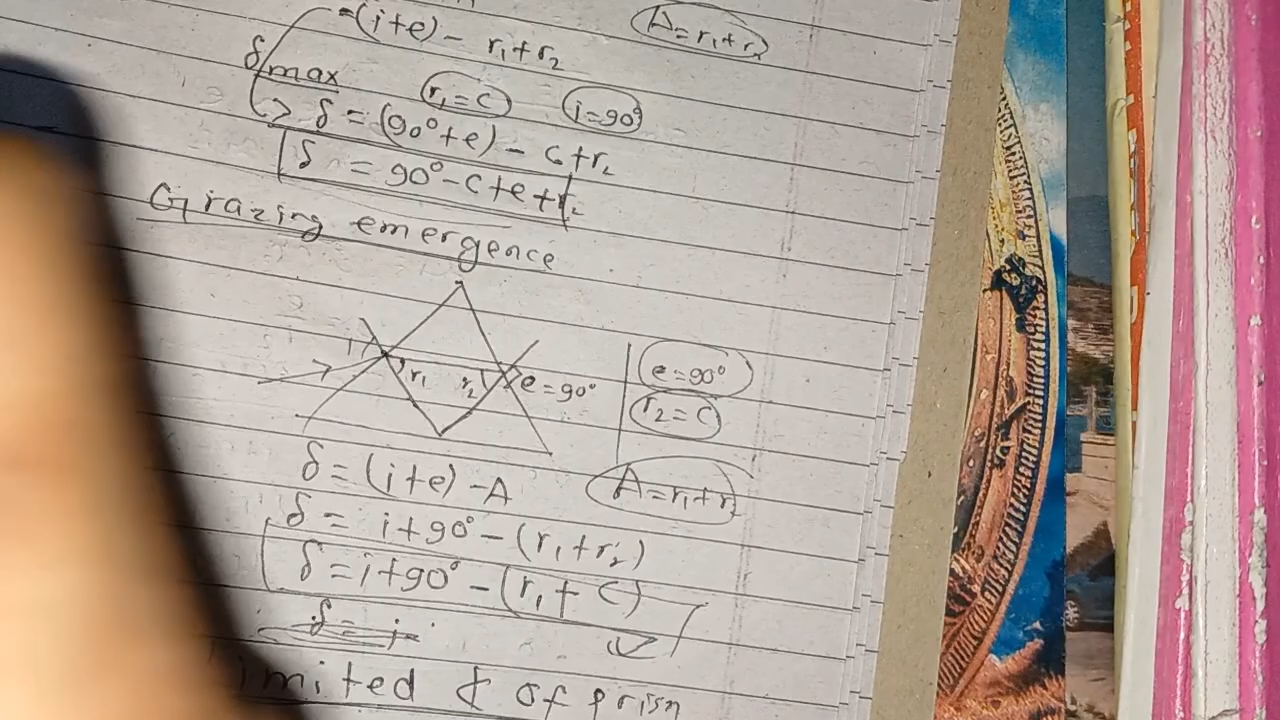 =(i+e) - r₁+r₂
A=r₁+r₂
δmax
r₁=C
i=90°
δ = (90°+e) - C+r₂
δ = 90°-C+e+r₂
Grazing emergence
i
r₁
r₂
e=90°
e=90°
r₂=C
δ = (i+e) -A
A=r₁+r
δ = i+90° - (r₁+r₂)
δ = i+90° - (r₁+C)
δ = i
imited ∠ of prism